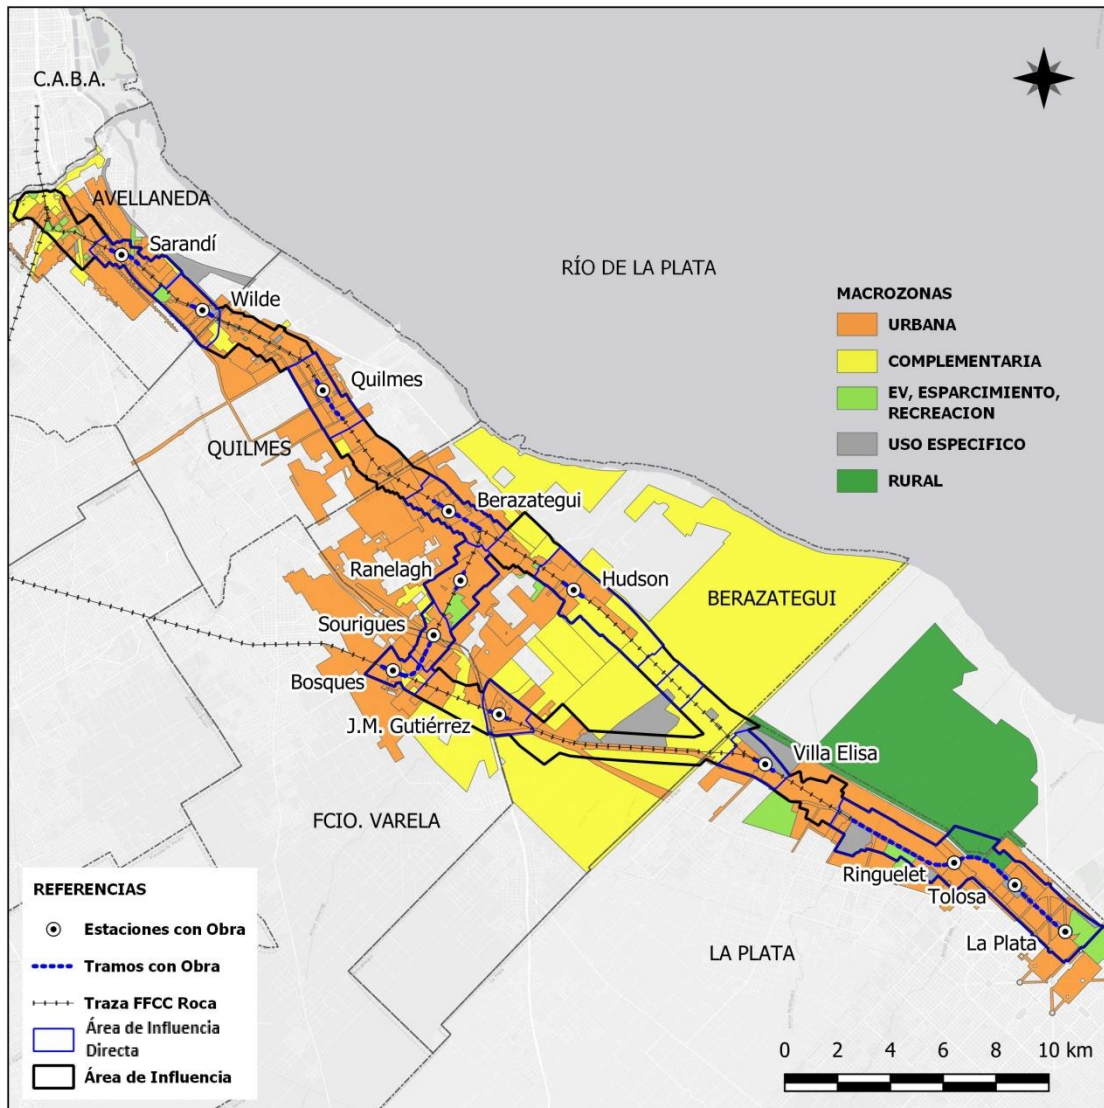 C.A.B.A.
AVELLANEDA
Sarandí
RÍO DE LA PLATA
Wilde
MACROZONAS
URBANA
COMPLEMENTARIA
EV, ESPARCIMIENTO,
RECREACION
USO ESPECIFICO
RURAL
Quilmes
QUILMES
Berazategui
Ranelagh
Hudson
BERAZATEGUI
Sourigues
Bosques
J.M. Gutiérrez
Villa Elisa
FCIO. VARELA
Ringuelet
Tolosa
La Plata
LA PLATA
REFERENCIAS
Estaciones con Obra
Tramos con Obra
Traza FFCC Roca
Área de Influencia
Directa
Área de Influencia
0 2 4 6 8 10 km